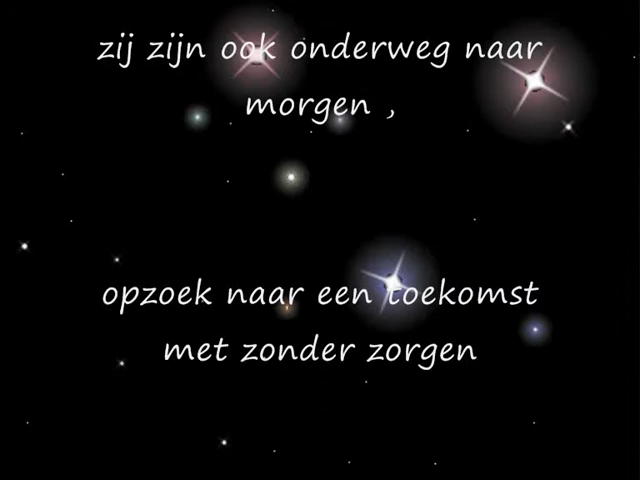 zij zijn ook onderweg naar
morgen ,
opzoek naar een toekomst
met zonder zorgen